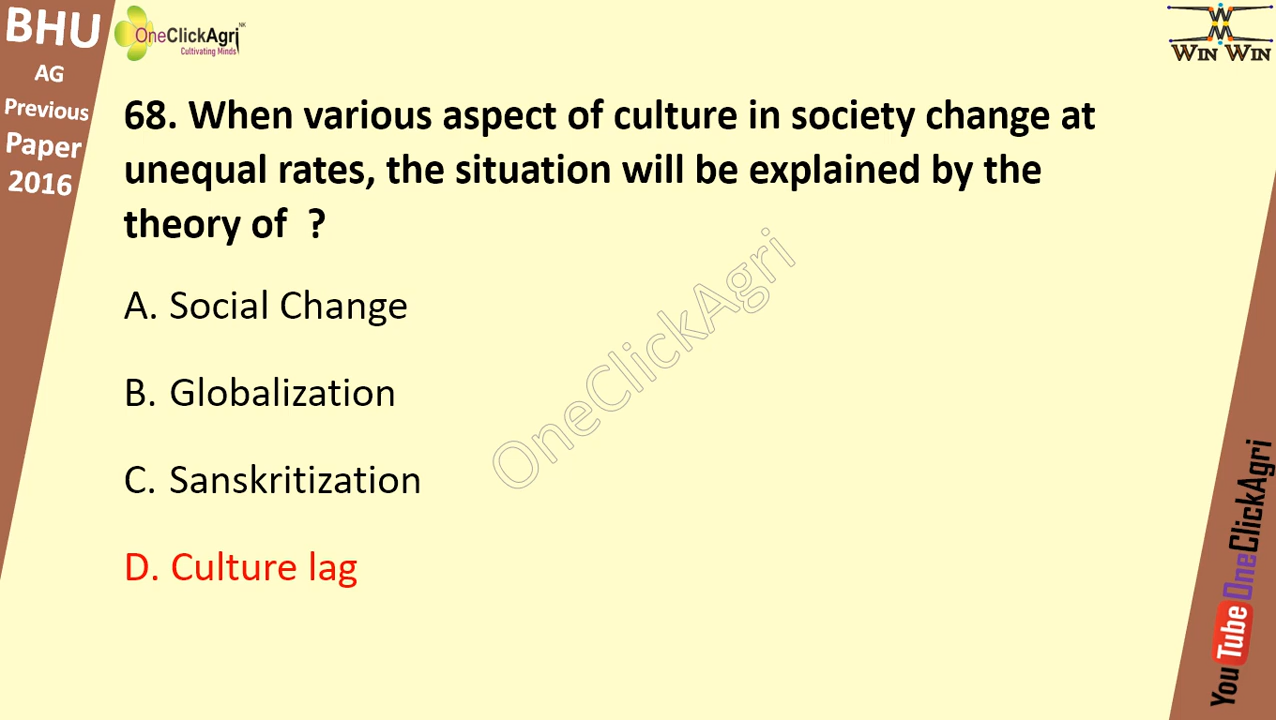 BHU
AG
Previous
Paper
2016
OneClickAgri NK
Cultivating Minds
WIN WIN
68. When various aspect of culture in society change at
unequal rates, the situation will be explained by the
theory of ?
A. Social Change
B. Globalization
C. Sanskritization
D. Culture lag
OneClickAgri
YouTube OneClickAgri